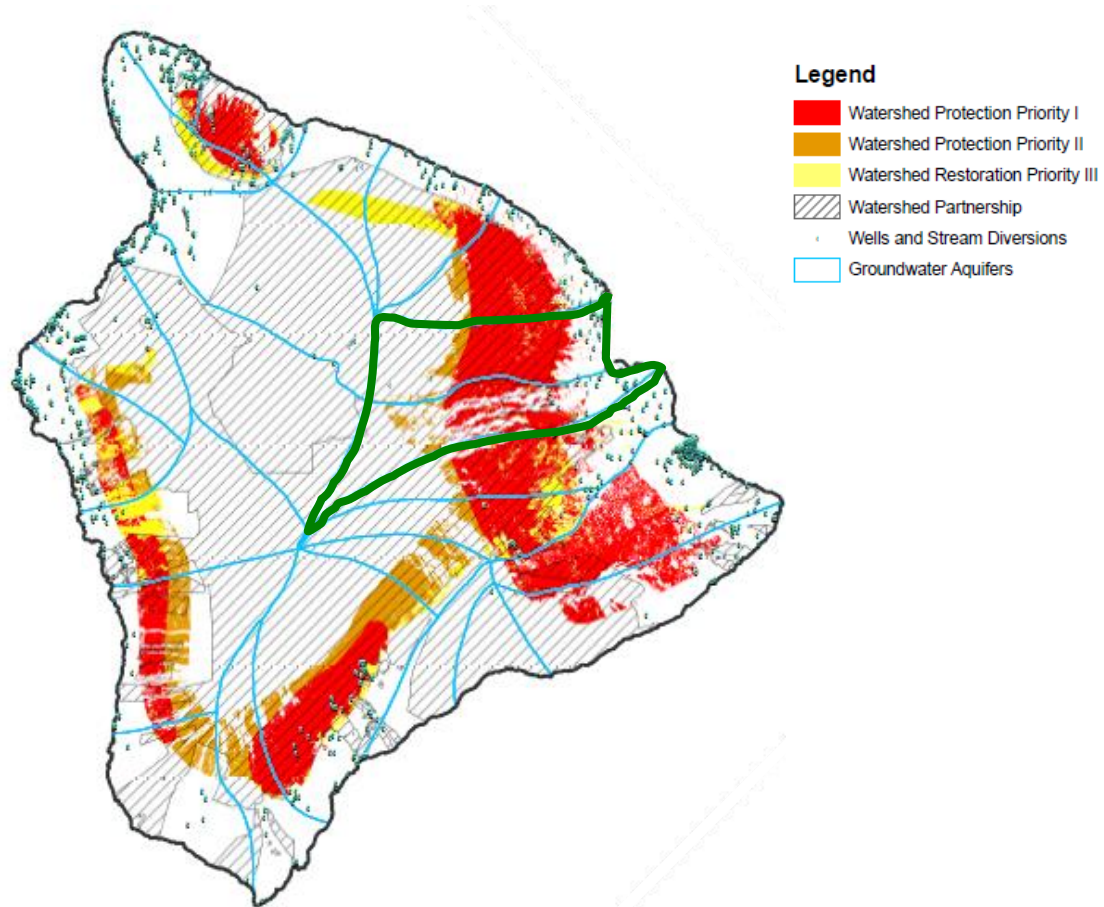 Legend
Watershed Protection Priority I
Watershed Protection Priority II
Watershed Restoration Priority III
Watershed Partnership
Wells and Stream Diversions
Groundwater Aquifers